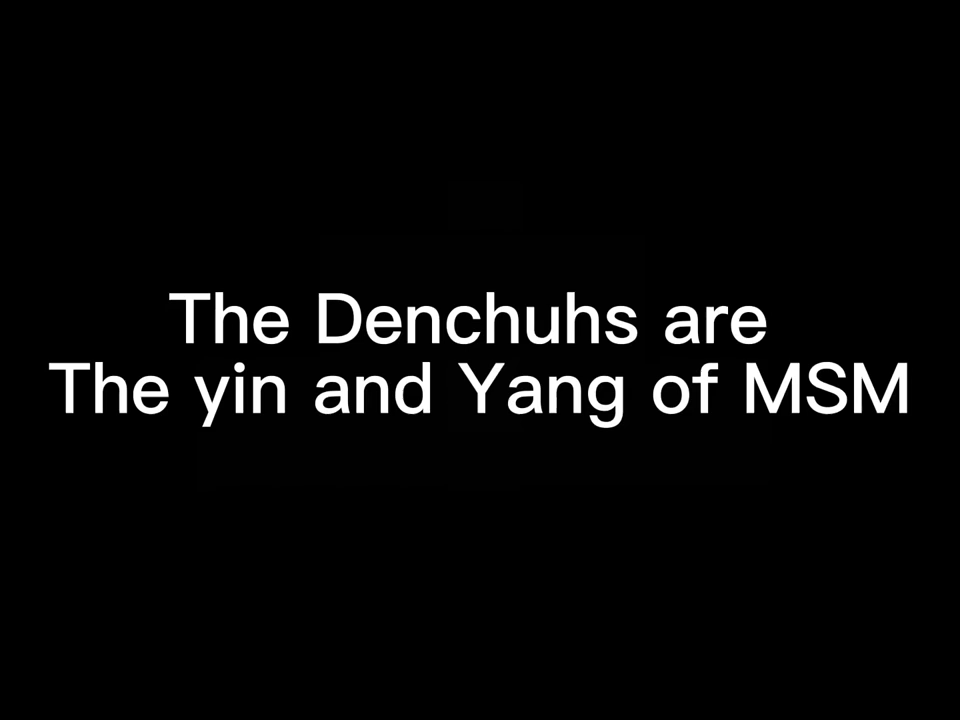 The Denchuhs are
The yin and Yang of MSM